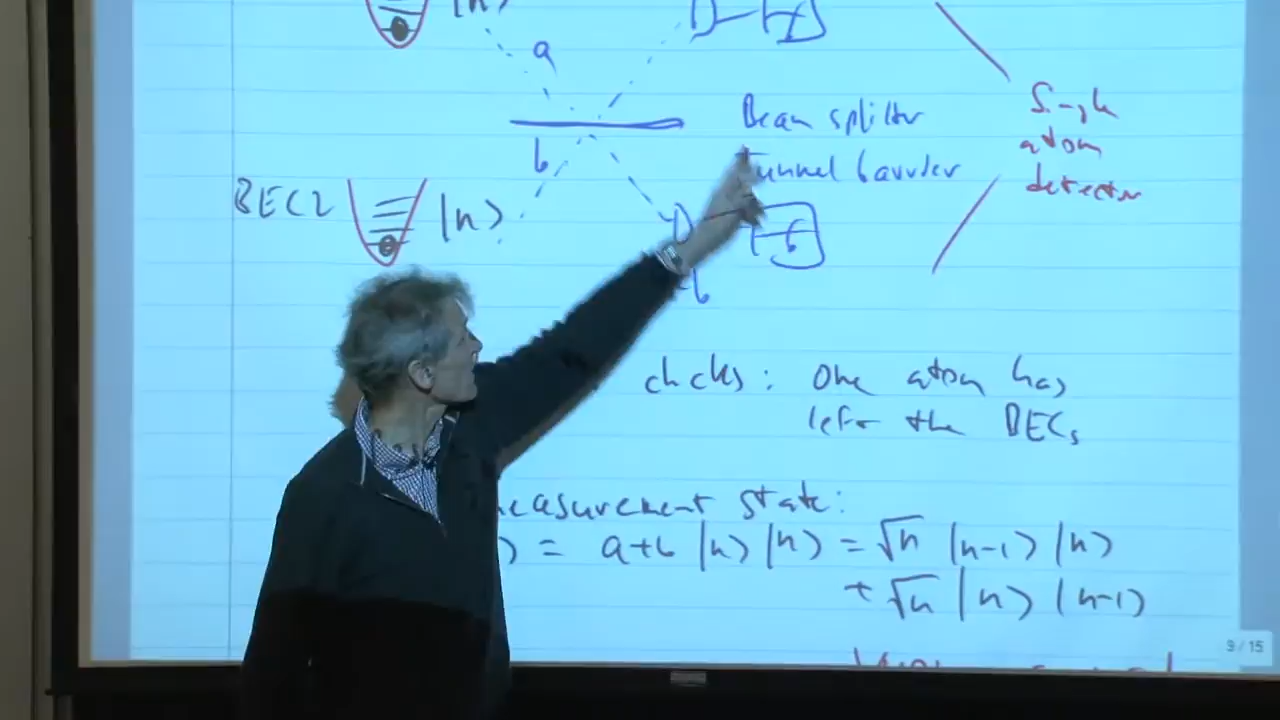 |n⟩
a
Beam splitter
Single
b
Tunnel barrier
atom
detector
BEC2
|n⟩
b
clicks: One atom has
left the BECs
easurement state:
⟩ = a+b |n⟩ |n⟩ = √n |n-1⟩ |n⟩
+ √n |n⟩ |n-1⟩
9 / 15